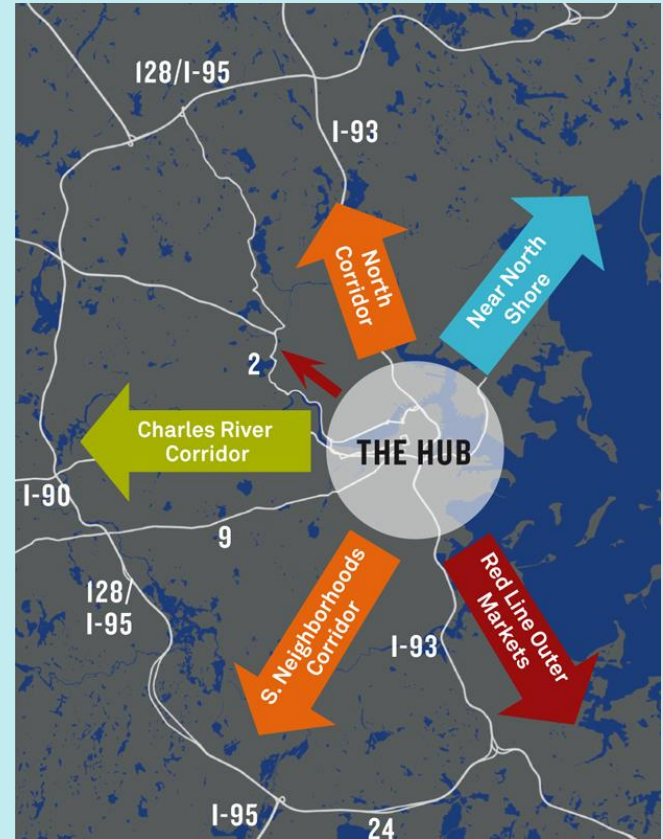 128/I-95
I-93
North
Corridor
Near North
Shore
2
Charles River
Corridor
THE HUB
I-90
9
128/
I-95
S. Neighborhoods
Corridor
I-93
Red Line Outer
Markets
I-95
24